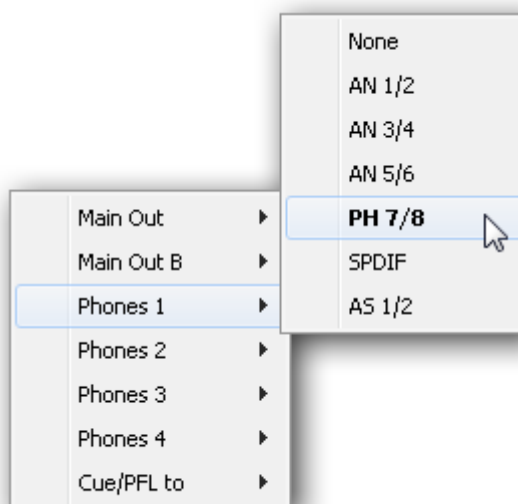 None
AN 1/2
AN 3/4
AN 5/6
PH 7/8
SPDIF
AS 1/2
Main Out
Main Out B
Phones 1
Phones 2
Phones 3
Phones 4
Cue/PFL to